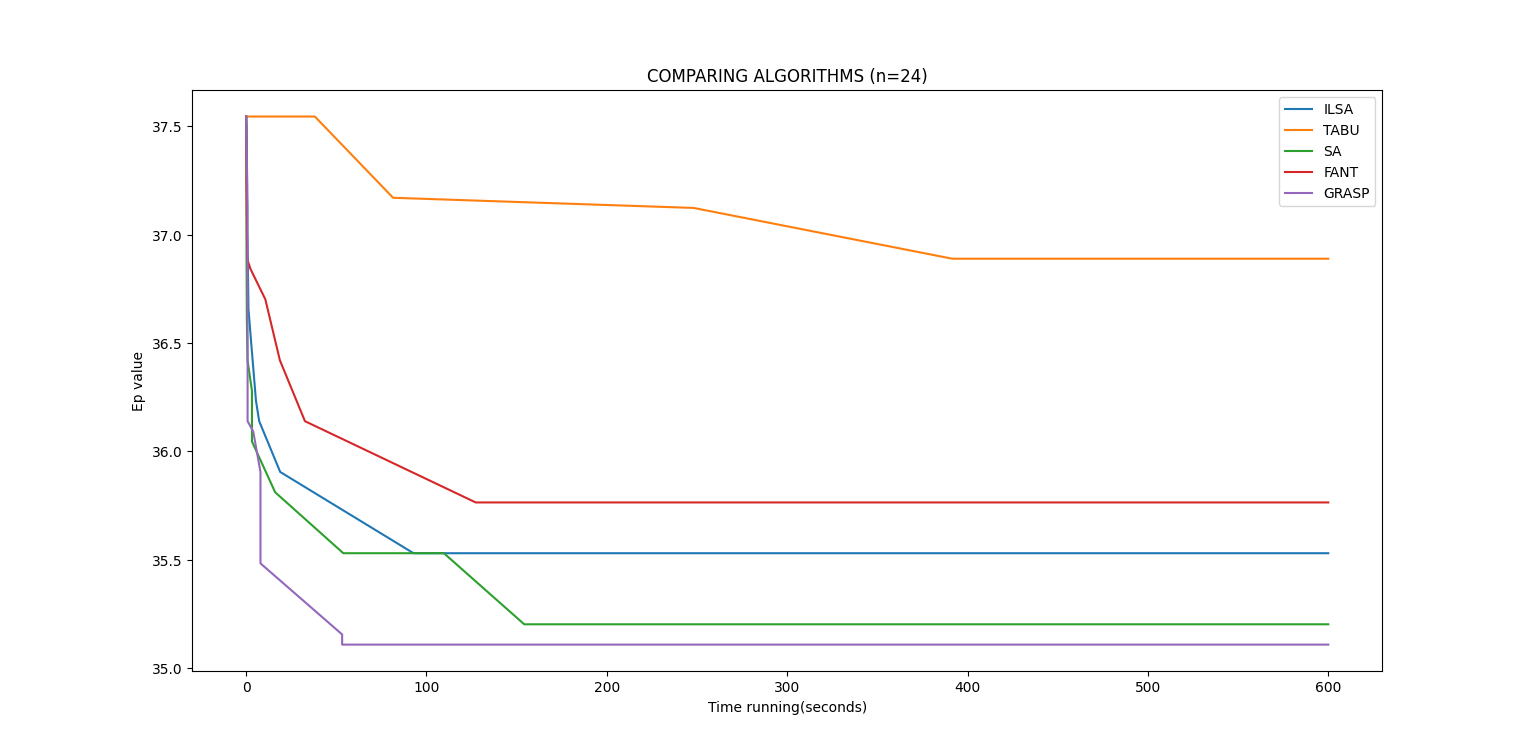 COMPARING ALGORITHMS (n=24)
ILSA
TABU
SA
FANT
GRASP
37.5
37.0
36.5
36.0
35.5
35.0
Ep value
0 100 200 300 400 500 600
Time running(seconds)